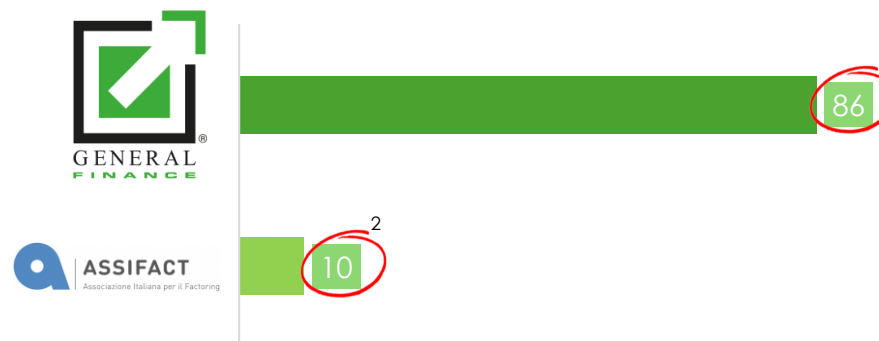 86
®
GENERAL
FINANCE
2
10
ASSIFACT
Associazione Italiana per il Factoring